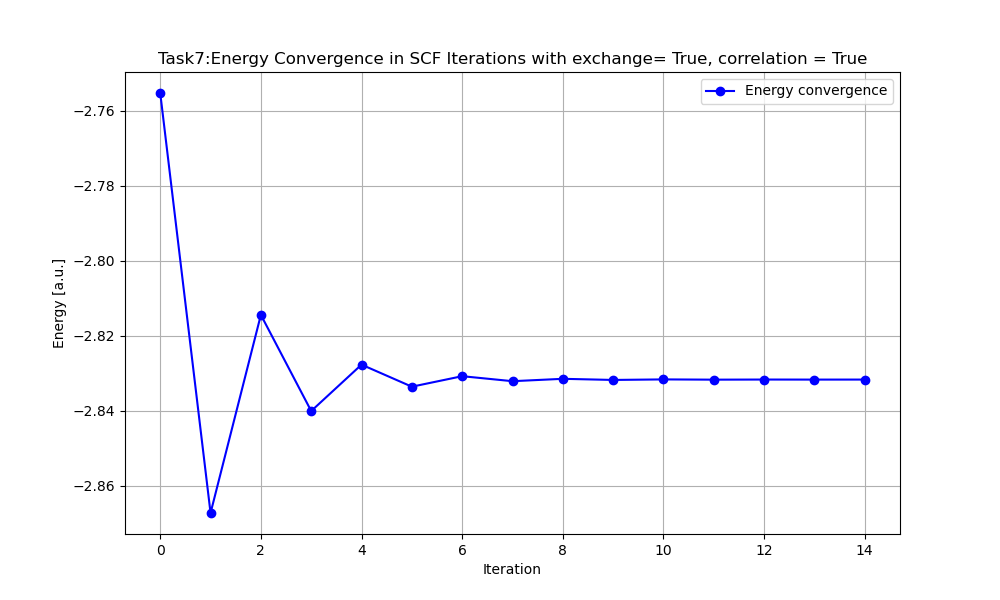 Task7:Energy Convergence in SCF Iterations with exchange= True, correlation = True
Energy convergence
Energy [a.u.]
−2.76
−2.78
−2.80
−2.82
−2.84
−2.86
0 2 4 6 8 10 12 14
Iteration